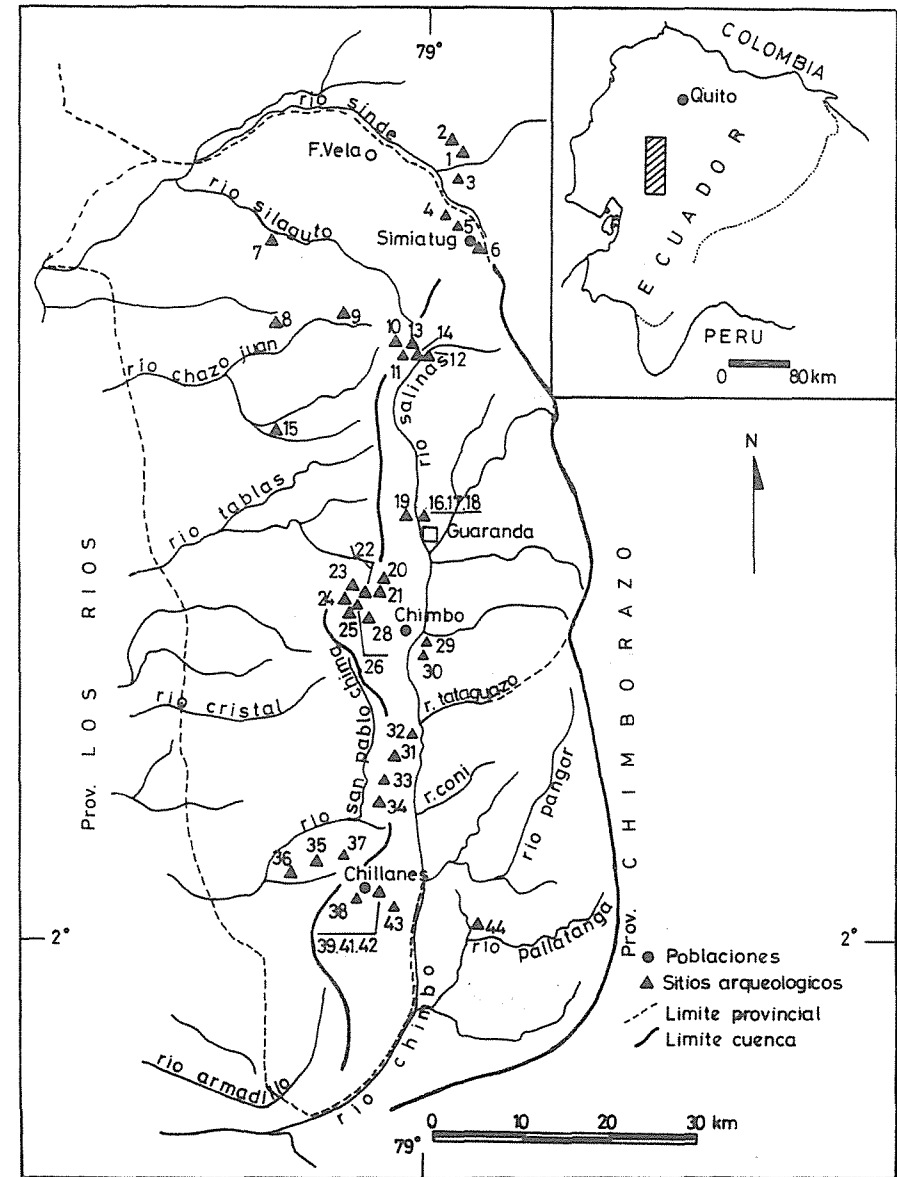 79°
COLOMBIA
Quito
ECUADOR
PERU
0 80 km
rio sinde
F. Vela
2
1
3
rio silaguto
4
5
Simiatug
6
7
8
9
10
13
14
11
12
rio chazo juan
rio salinas
15
N
rio tablas
19
16.17.18
Guaranda
22
23
20
24
21
25
28
Chimbo
26
29
30
Prov. LOS RIOS
Prov. CHIMBORAZO
rio cristal
rio san pablo chima
r. tataguazo
32
31
33
34
r. coni
rio pangor
36
35
37
Chillanes
38
43
44
39.41.42
rio pallatanga
2°
2°
Poblaciones
Sitios arqueologicos
Limite provincial
Limite cuenca
rio chimbo
rio armadillo
0 10 20 30 km
79°